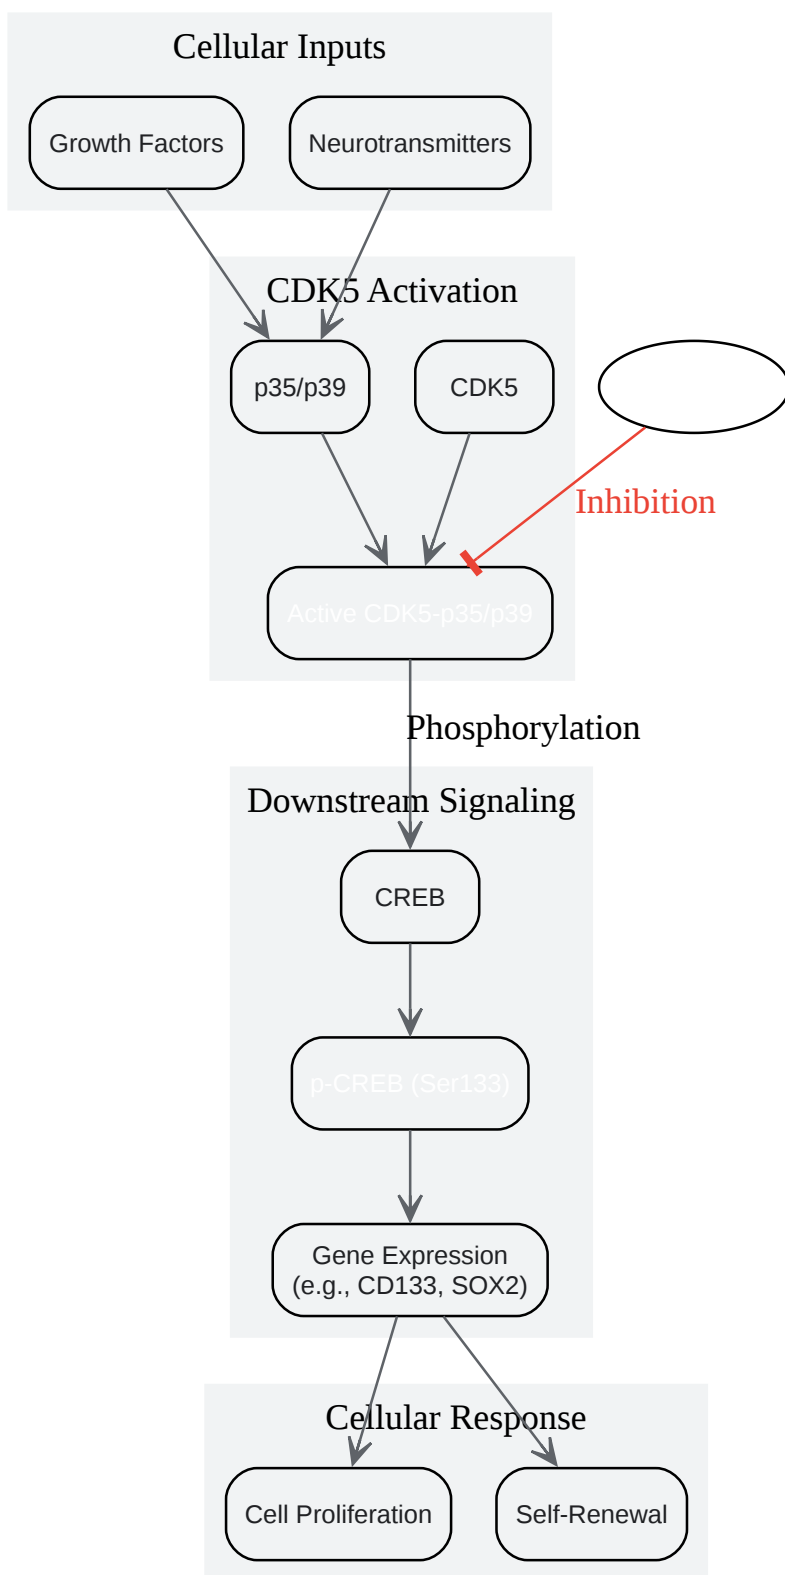 Cellular Inputs
Growth Factors
Neurotransmitters
CDK5 Activation
p35/p39
CDK5
Inhibition
Active CDK5-p35/p39
Phosphorylation
Downstream Signaling
CREB
p-CREB (Ser133)
Gene Expression
(e.g., CD133, SOX2)
Cellular Response
Cell Proliferation
Self-Renewal